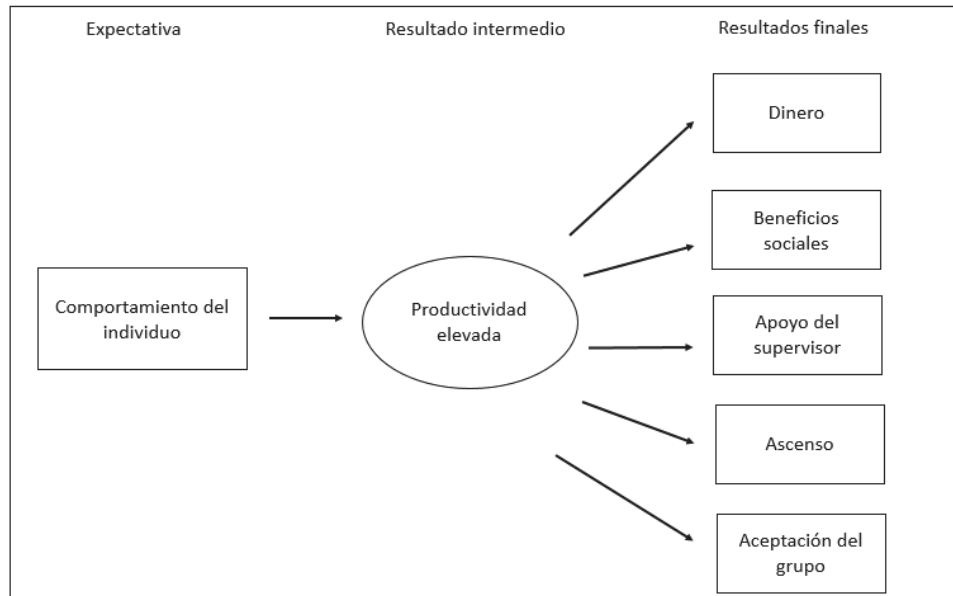 Expectativa
Resultado intermedio
Resultados finales
Comportamiento del
individuo
Productividad
elevada
Dinero
Beneficios
sociales
Apoyo del
supervisor
Ascenso
Aceptación del
grupo